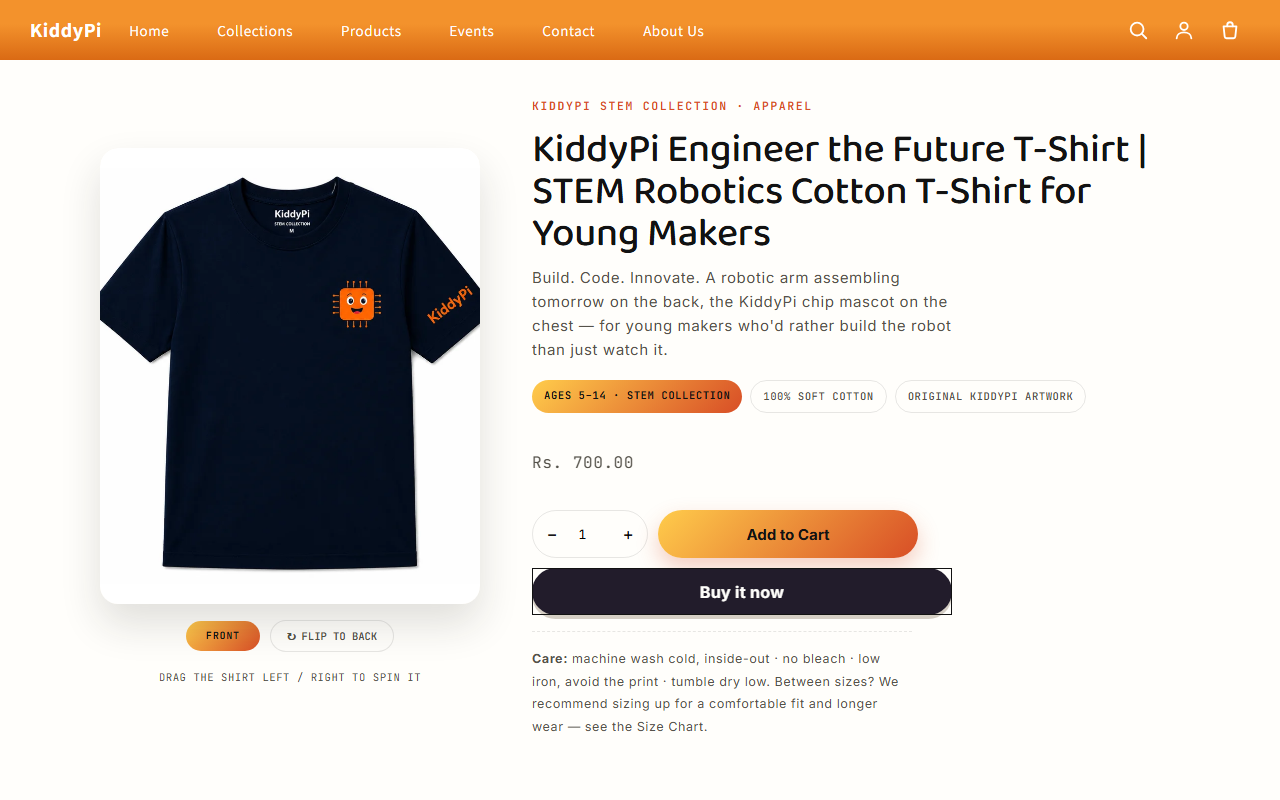 KiddyPi Home Collections Products Events Contact About Us
KIDDYPI STEM COLLECTION · APPAREL
KiddyPi Engineer the Future T-Shirt |
STEM Robotics Cotton T-Shirt for
Young Makers
Build. Code. Innovate. A robotic arm assembling
tomorrow on the back, the KiddyPi chip mascot on the
chest — for young makers who'd rather build the robot
than just watch it.
AGES 5–14 · STEM COLLECTION 100% SOFT COTTON ORIGINAL KIDDYPI ARTWORK
Rs. 700.00
− 1 + Add to Cart
Buy it now
Care: machine wash cold, inside-out · no bleach · low
iron, avoid the print · tumble dry low. Between sizes? We
recommend sizing up for a comfortable fit and longer
wear — see the Size Chart.
KiddyPi
STEM COLLECTION
M
KiddyPi
FRONT ↻ FLIP TO BACK
DRAG THE SHIRT LEFT / RIGHT TO SPIN IT